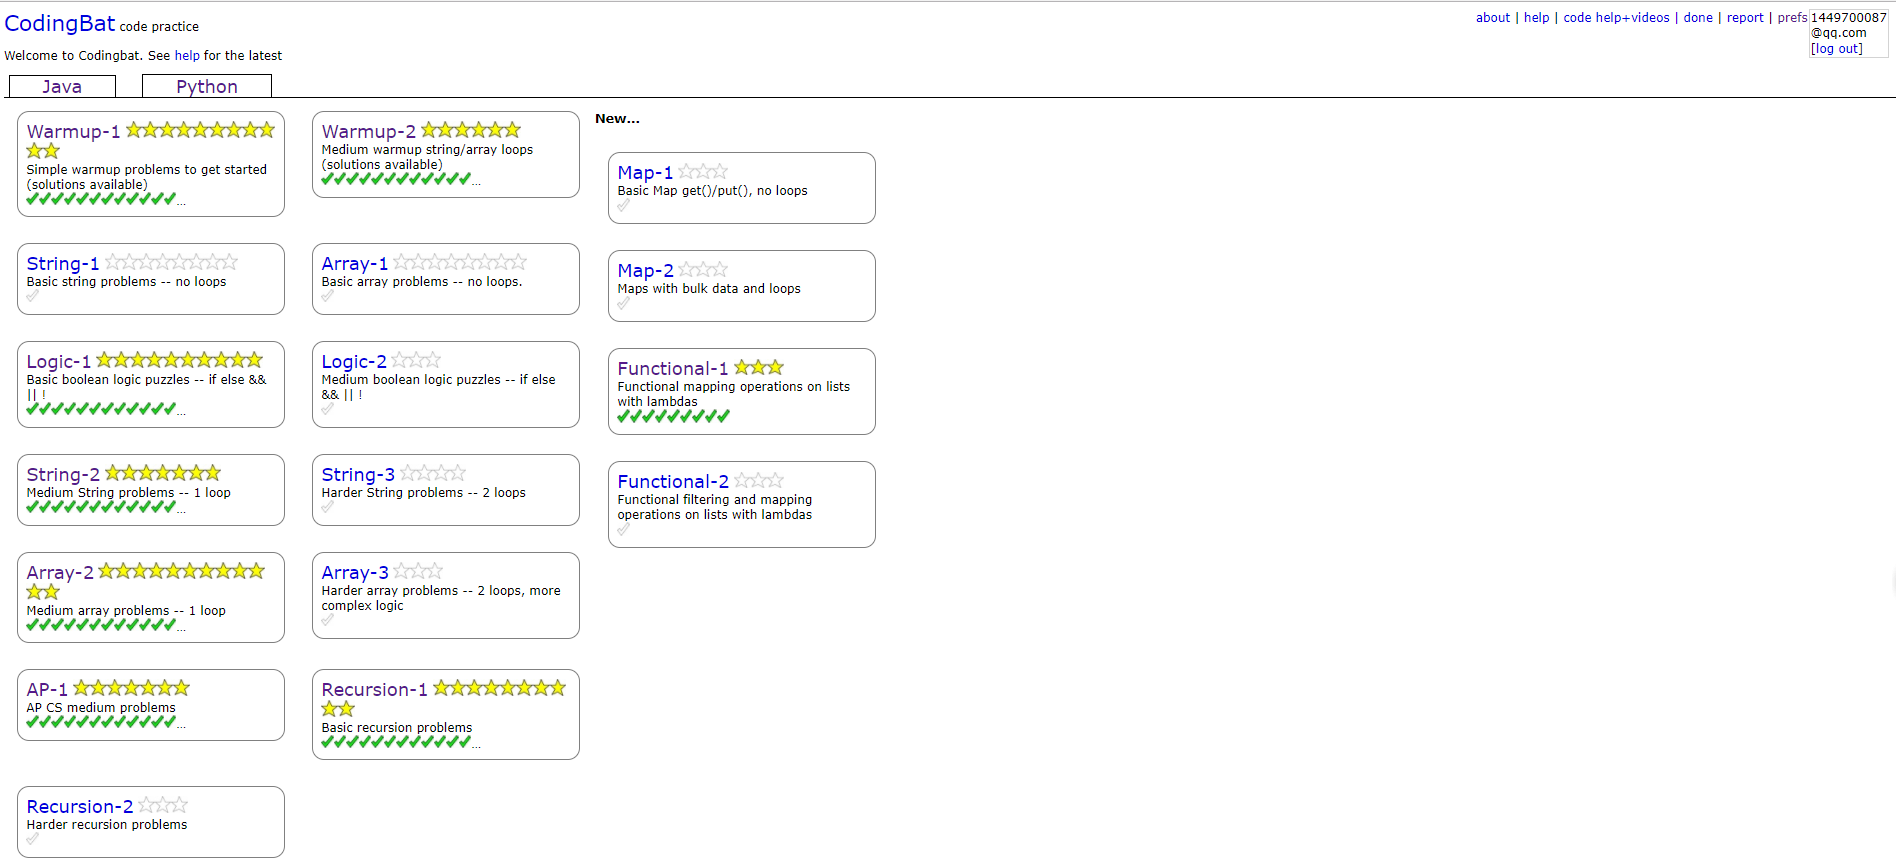 CodingBat code practice
about | help | code help+videos | done | report | prefs
1449700087
@qq.com
[log out]
Welcome to Codingbat. See help for the latest
Java
Python
Warmup-1
Simple warmup problems to get started
(solutions available)
...
Warmup-2
Medium warmup string/array loops
(solutions available)
...
New...
Map-1
Basic Map get()/put(), no loops
String-1
Basic string problems -- no loops
Array-1
Basic array problems -- no loops.
Map-2
Maps with bulk data and loops
Logic-1
Basic boolean logic puzzles -- if else &&
|| !
...
Logic-2
Medium boolean logic puzzles -- if else
&& || !
Functional-1
Functional mapping operations on lists
with lambdas
String-2
Medium String problems -- 1 loop
...
String-3
Harder String problems -- 2 loops
Functional-2
Functional filtering and mapping
operations on lists with lambdas
Array-2
Medium array problems -- 1 loop
...
Array-3
Harder array problems -- 2 loops, more
complex logic
AP-1
AP CS medium problems
...
Recursion-1
Basic recursion problems
...
Recursion-2
Harder recursion problems